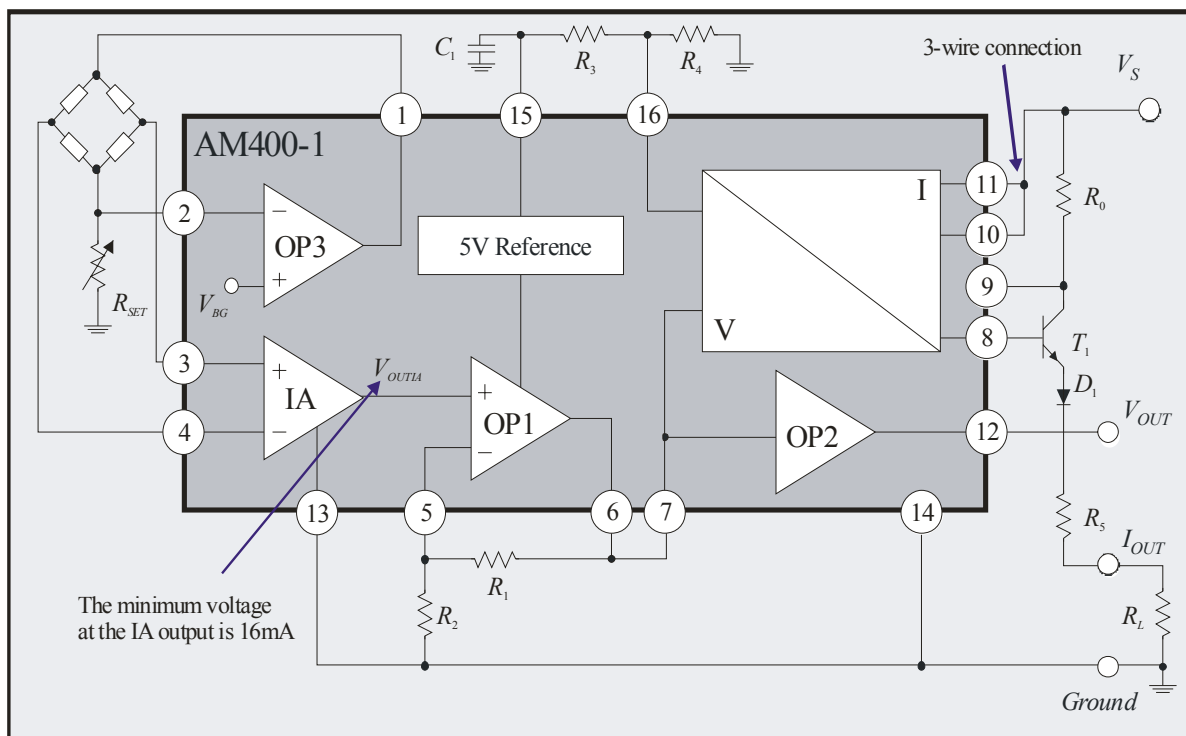 3-wire connection
C1
R3
R4
VS
1
15
16
AM400-1
I
11
R0
2
−
OP3
5V Reference
10
+
VBG
9
RSET
V
8
T1
3
+
VOUTIA
D1
IA
+
OP1
OP2
12
VOUT
4
−
−
13
5
6
7
14
R5
IOUT
R1
The minimum voltage
at the IA output is 16mA
R2
RL
Ground